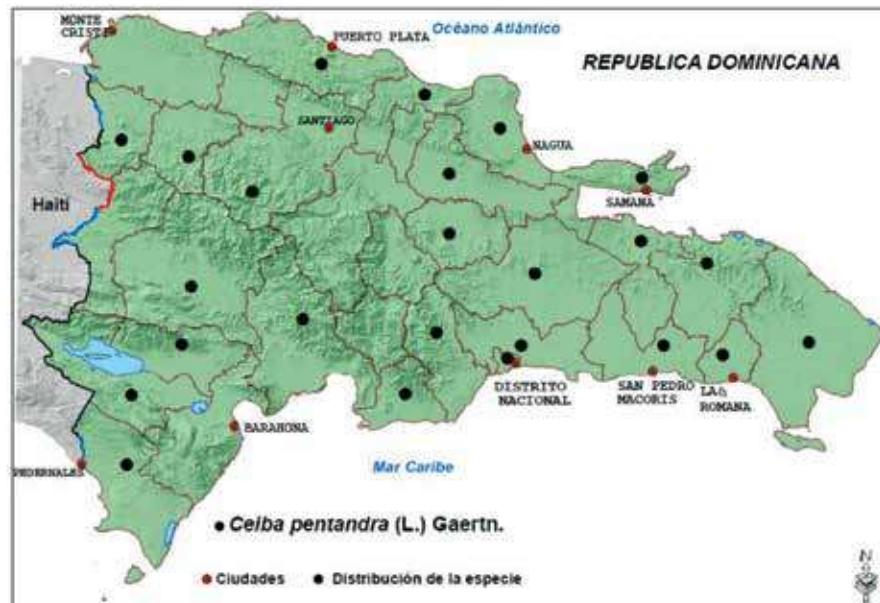 MONTE
CRISTI
PUERTO PLATA
Océano Atlántico
REPUBLICA DOMINICANA
SANTIAGO
NAGUA
Haití
SAMANA
DISTRITO
NACIONAL
SAN PEDRO
MACORIS
LA
ROMANA
BARAHONA
PEDERNALES
Mar Caribe
Ceiba pentandra (L.) Gaertn.
Ciudades
Distribución de la especie
N